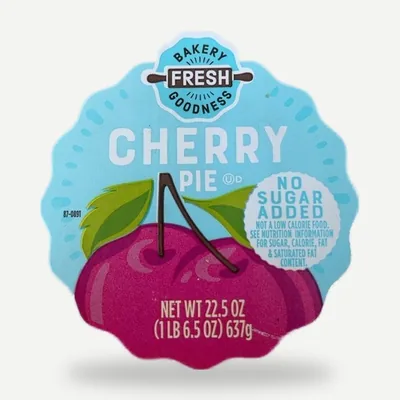 BAKERY
FRESH
GOODNESS
CHERRY
PIE ⓊD
87-0891
NO
SUGAR
ADDED
NOT A LOW CALORIE FOOD.
SEE NUTRITION INFORMATION
FOR SUGAR, CALORIE, FAT
& SATURATED FAT
CONTENT.
NET WT 22.5 OZ
(1 LB 6.5 OZ) 637g